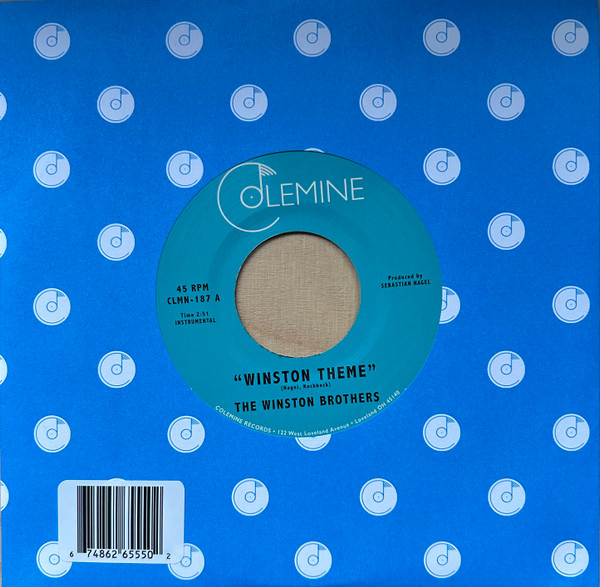 COLEMINE
45 RPM
CLMN-187 A
Time 2:51
INSTRUMENTAL
Produced by
SEBASTIAN NAGEL
"WINSTON THEME"
(Nagel, Kochbeck)
THE WINSTON BROTHERS
COLEMINE RECORDS • 122 West Loveland Avenue • Loveland OH 45140
6 74862 65550 2